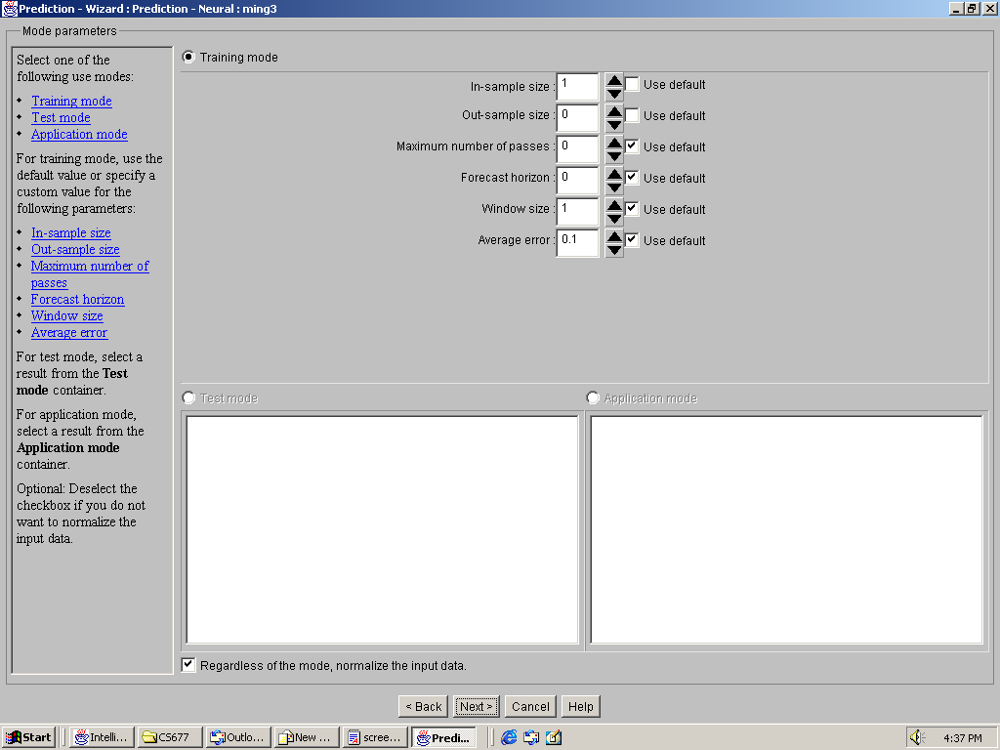 Prediction - Wizard : Prediction - Neural : ming3
Mode parameters
Select one of the
following use modes:
Training mode
Test mode
Application mode
For training mode, use the
default value or specify a
custom value for the
following parameters:
In-sample size
Out-sample size
Maximum number of
passes
Forecast horizon
Window size
Average error
For test mode, select a
result from the Test
mode container.
For application mode,
select a result from the
Application mode
container.
Optional: Deselect the
checkbox if you do not
want to normalize the
input data.
Training mode
In-sample size : 1 Use default
Out-sample size : 0 Use default
Maximum number of passes : 0 Use default
Forecast horizon : 0 Use default
Window size : 1 Use default
Average error : 0.1 Use default
Test mode
Application mode
Regardless of the mode, normalize the input data.
< Back Next > Cancel Help
Start Intelli... CS677 Outlo... New ... scree... Predi... 4:37 PM